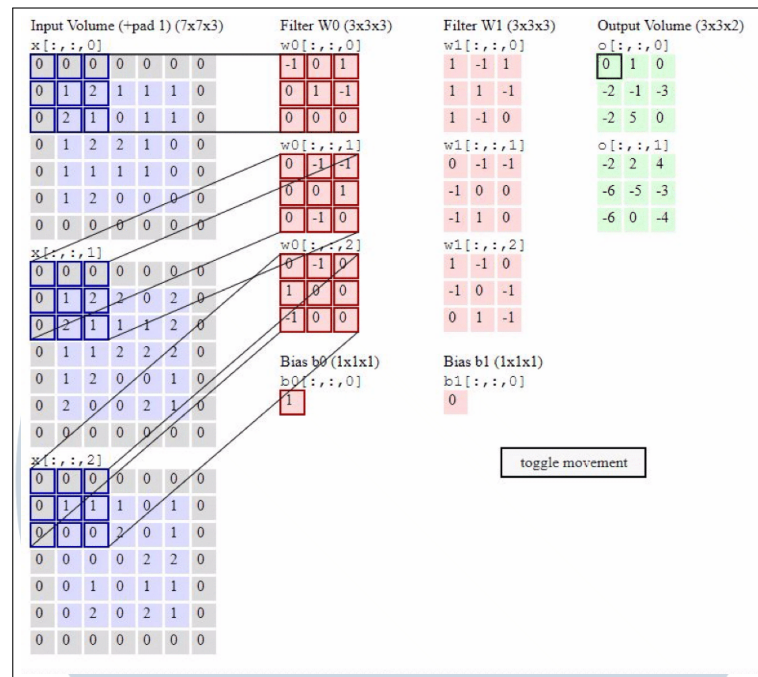 Input Volume (+pad 1) (7x7x3)
x[:,:,0]
0 0 0 0 0 0 0
0 1 2 1 1 1 0
0 2 1 0 1 1 0
0 1 2 2 1 0 0
0 1 1 1 1 0 0
0 1 2 0 0 0 0
0 0 0 0 0 0 0
x[:,:,1]
0 0 0 0 0 0 0
0 1 2 2 0 2 0
0 2 1 1 1 2 0
0 1 1 2 2 2 0
0 1 2 0 0 1 0
0 2 0 0 2 1 0
0 0 0 0 0 0 0
x[:,:,2]
0 0 0 0 0 0 0
0 1 1 1 0 1 0
0 0 0 2 0 1 0
0 0 0 0 2 2 0
0 0 1 0 1 1 0
0 0 2 0 2 1 0
0 0 0 0 0 0 0
Filter W0 (3x3x3)
w0[:,:,0]
-1 0 1
0 1 -1
0 0 0
w0[:,:,1]
0 -1 -1
0 0 1
0 -1 0
w0[:,:,2]
0 -1 0
1 0 0
-1 0 0
Bias b0 (1x1x1)
b0[:,:,0]
1
Filter W1 (3x3x3)
w1[:,:,0]
1 -1 1
1 1 -1
1 -1 0
w1[:,:,1]
0 -1 -1
-1 0 0
-1 1 0
w1[:,:,2]
1 -1 0
-1 0 -1
0 1 -1
Bias b1 (1x1x1)
b1[:,:,0]
0
Output Volume (3x3x2)
o[:,:,0]
0 1 0
-2 -1 -3
-2 5 0
o[:,:,1]
-2 2 4
-6 -5 -3
-6 0 -4
toggle movement